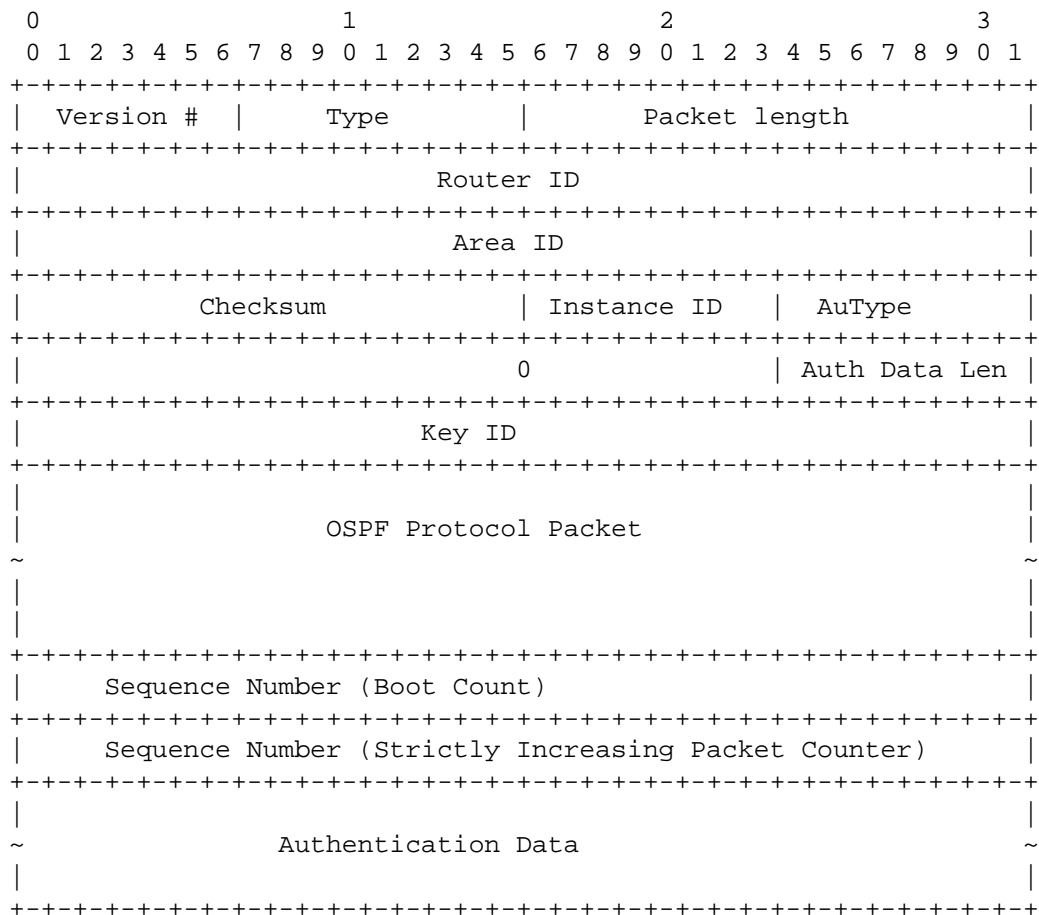 0                   1                   2                   3
 0 1 2 3 4 5 6 7 8 9 0 1 2 3 4 5 6 7 8 9 0 1 2 3 4 5 6 7 8 9 0 1
+-+-+-+-+-+-+-+-+-+-+-+-+-+-+-+-+-+-+-+-+-+-+-+-+-+-+-+-+-+-+-+-+
|  Version #  |     Type        |       Packet length           |
+-+-+-+-+-+-+-+-+-+-+-+-+-+-+-+-+-+-+-+-+-+-+-+-+-+-+-+-+-+-+-+-+
|                          Router ID                            |
+-+-+-+-+-+-+-+-+-+-+-+-+-+-+-+-+-+-+-+-+-+-+-+-+-+-+-+-+-+-+-+-+
|                           Area ID                             |
+-+-+-+-+-+-+-+-+-+-+-+-+-+-+-+-+-+-+-+-+-+-+-+-+-+-+-+-+-+-+-+-+
|           Checksum            | Instance ID   |  AuType       |
+-+-+-+-+-+-+-+-+-+-+-+-+-+-+-+-+-+-+-+-+-+-+-+-+-+-+-+-+-+-+-+-+
|                               0               | Auth Data Len |
+-+-+-+-+-+-+-+-+-+-+-+-+-+-+-+-+-+-+-+-+-+-+-+-+-+-+-+-+-+-+-+-+
|                         Key ID                                |
+-+-+-+-+-+-+-+-+-+-+-+-+-+-+-+-+-+-+-+-+-+-+-+-+-+-+-+-+-+-+-+-+
|                                                               |
|                   OSPF Protocol Packet                        |
~                                                               ~
|                                                               |
|                                                               |
+-+-+-+-+-+-+-+-+-+-+-+-+-+-+-+-+-+-+-+-+-+-+-+-+-+-+-+-+-+-+-+-+
|     Sequence Number (Boot Count)                              |
+-+-+-+-+-+-+-+-+-+-+-+-+-+-+-+-+-+-+-+-+-+-+-+-+-+-+-+-+-+-+-+-+
|     Sequence Number (Strictly Increasing Packet Counter)      |
+-+-+-+-+-+-+-+-+-+-+-+-+-+-+-+-+-+-+-+-+-+-+-+-+-+-+-+-+-+-+-+-+
|                                                               |
~                Authentication Data                            ~
|                                                               |
+-+-+-+-+-+-+-+-+-+-+-+-+-+-+-+-+-+-+-+-+-+-+-+-+-+-+-+-+-+-+-+-+